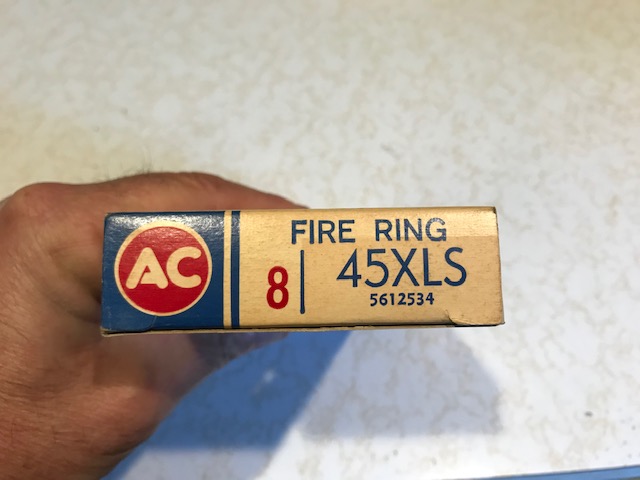 AC
FIRE RING
8
45XLS
5612534